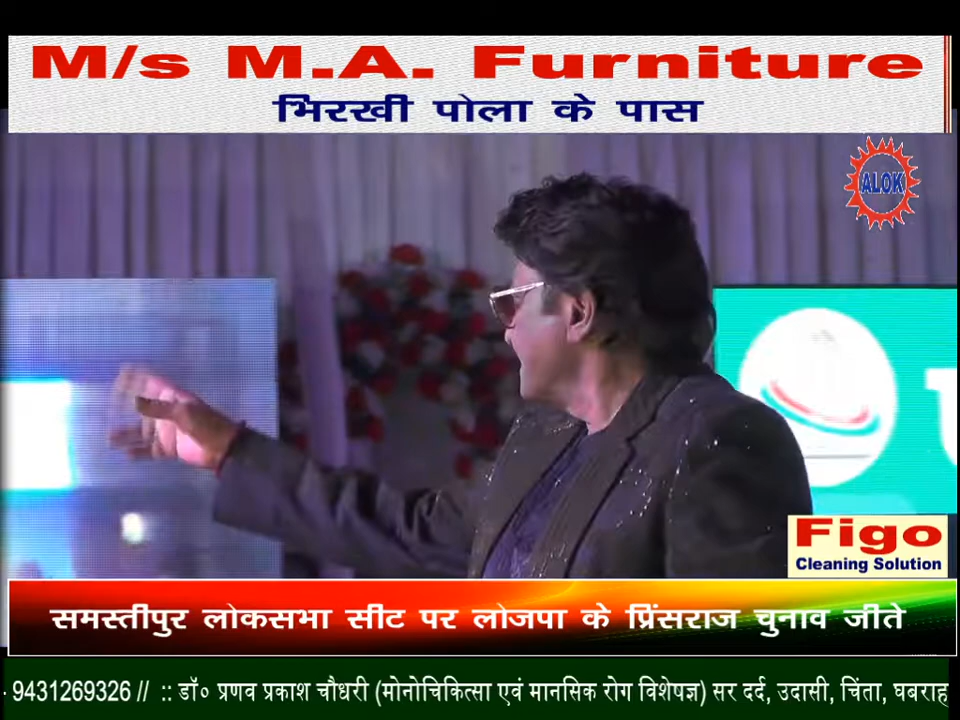 M/s M.A. Furniture
भिरखी पोला के पास
ALOK
Figo
Cleaning Solution
समस्तीपुर लोकसभा सीट पर लोजपा के प्रिंसराज चुनाव जीते
9431269326 // :: डॉ० प्रणव प्रकाश चौधरी (मोनोचिकित्सा एवं मानसिक रोग विशेषज्ञ) सर दर्द, उदासी, चिंता, घबराह